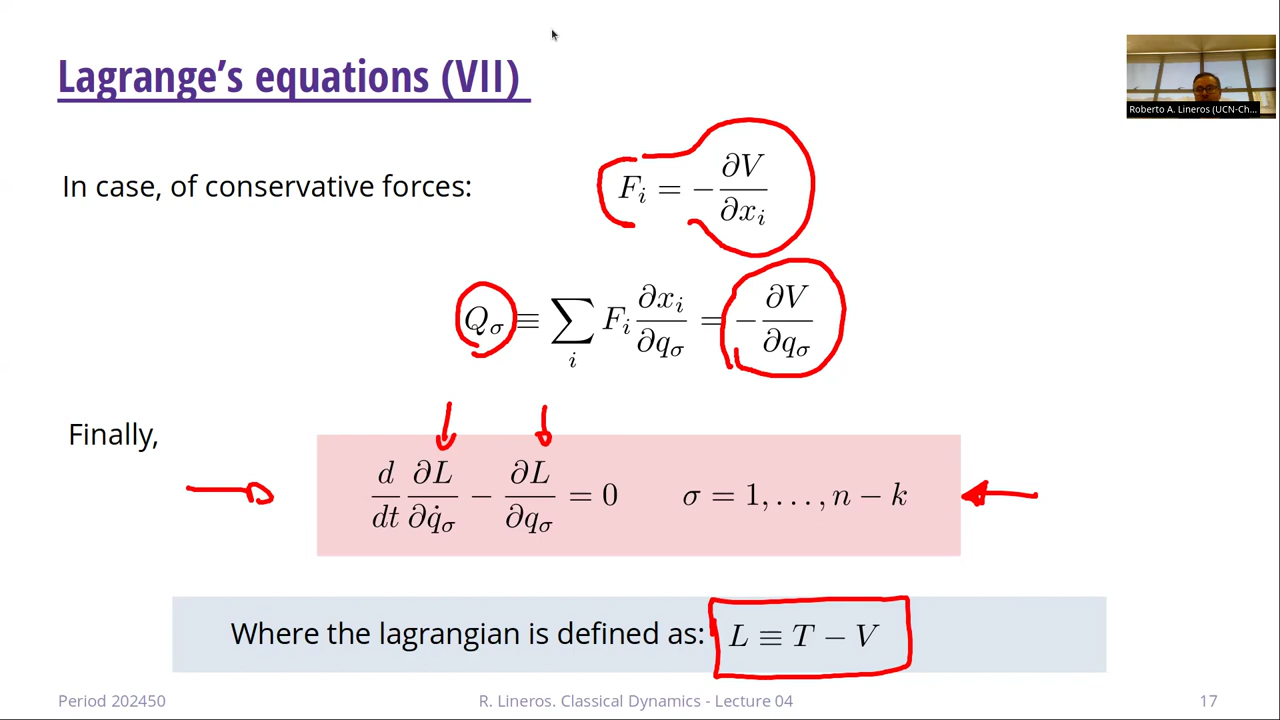 Lagrange's equations (VII)
Roberto A. Lineros (UCN-Ch...
In case, of conservative forces:
F_i = -∂V/∂x_i
Q_σ ≡ ∑_i F_i ∂x_i/∂q_σ = -∂V/∂q_σ
Finally,
d/dt ∂L/∂q̇_σ - ∂L/∂q_σ = 0 σ = 1, ..., n - k
Where the lagrangian is defined as: L ≡ T - V
Period 202450 R. Lineros. Classical Dynamics - Lecture 04 17